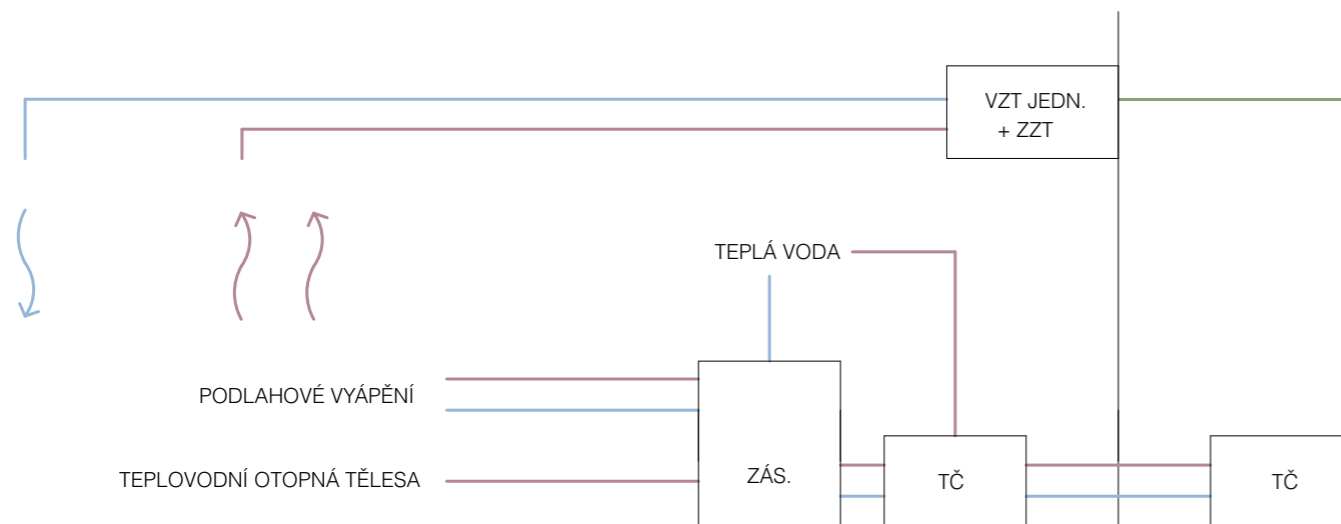 VZT JEDN.
+ ZZT
TEPLÁ VODA
PODLAHOVÉ VYÁPĚNÍ
TEPLOVODNÍ OTOPNÁ TĚLESA
ZÁS.
TČ
TČ